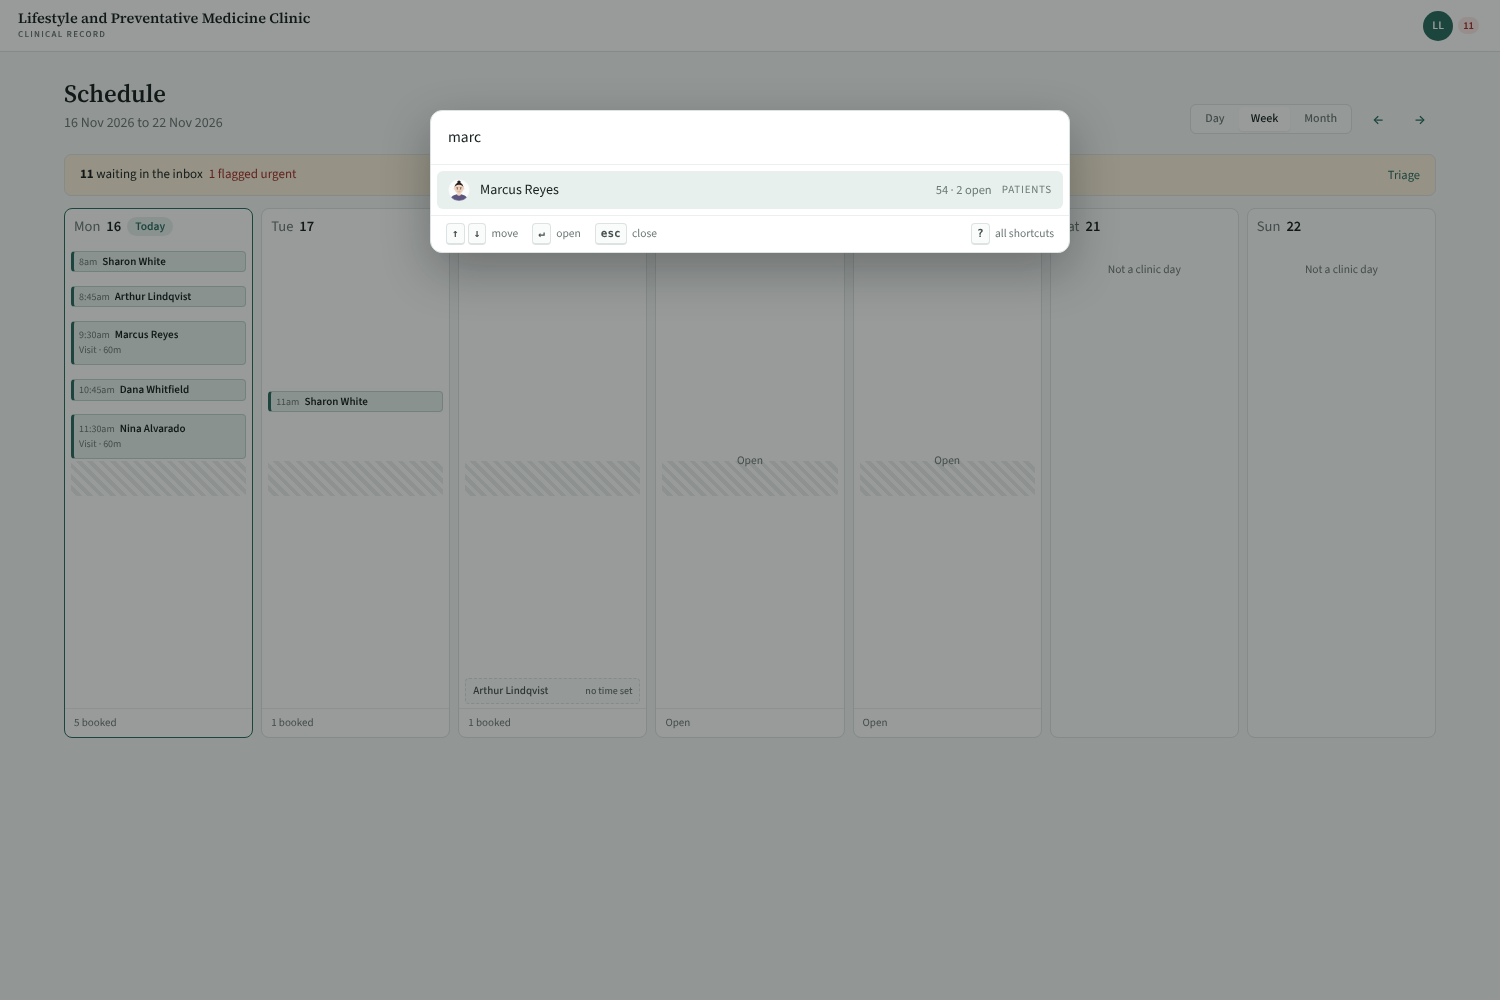 Lifestyle and Preventative Medicine Clinic
CLINICAL RECORD
LL 11
Schedule
16 Nov 2026 to 22 Nov 2026
Day Week Month ← →
marc
Marcus Reyes 54 · 2 open PATIENTS
↑ ↓ move ↵ open esc close ? all shortcuts
11 waiting in the inbox 1 flagged urgent Triage
Mon 16 Today
8am Sharon White
8:45am Arthur Lindqvist
9:30am Marcus Reyes
Visit · 60m
10:45am Dana Whitfield
11:30am Nina Alvarado
Visit · 60m
5 booked
Tue 17
11am Sharon White
1 booked
Arthur Lindqvist no time set
1 booked
Open
Open
Open
Open
at 21
Not a clinic day
Sun 22
Not a clinic day